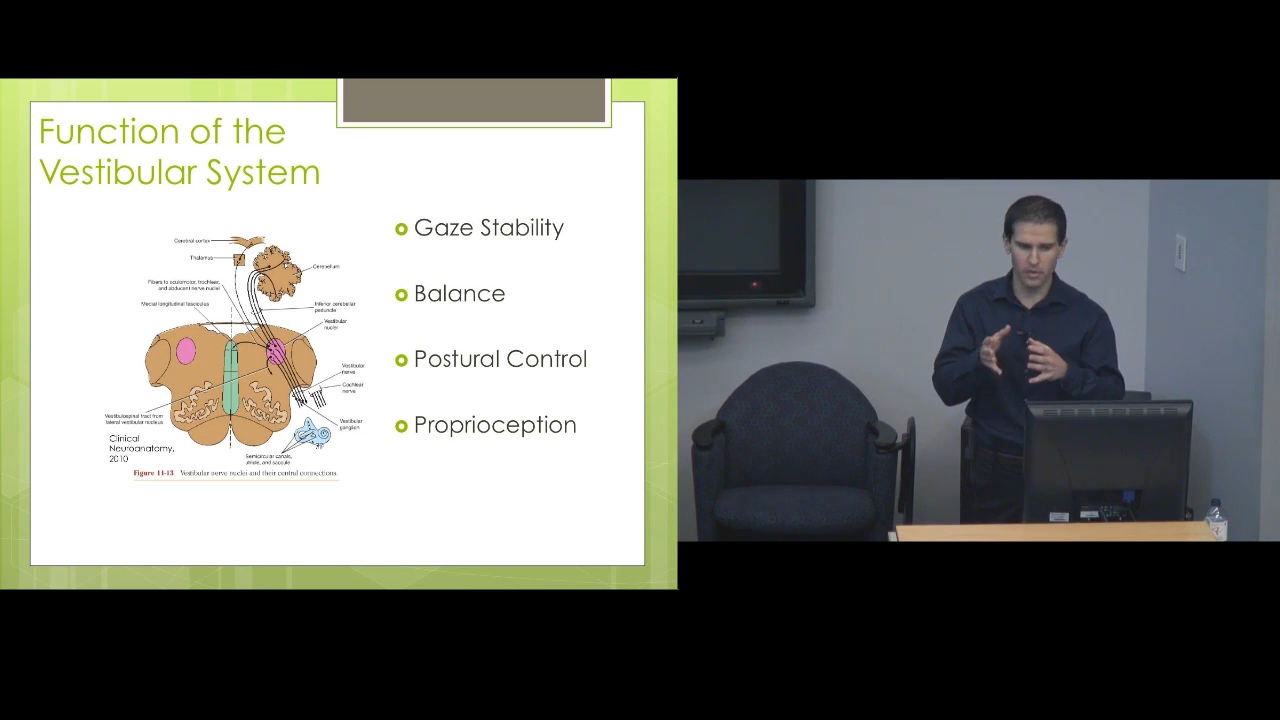 Function of the
Vestibular System
Gaze Stability
Balance
Postural Control
Proprioception
Cerebral cortex
Thalamus
Cerebellum
Fibers to oculomotor, trochlear,
and abducent nerve nuclei
Medial longitudinal fasciculus
Inferior cerebellar
peduncle
Vestibular
nuclei
Vestibular
nerve
Cochlear
nerve
Vestibulospinal tract from
lateral vestibular nucleus
Vestibular
ganglion
Semicircular canals,
utricle, and saccule
Clinical
Neuroanatomy,
2010
Figure 11-13 Vestibular nerve nuclei and their central connections.